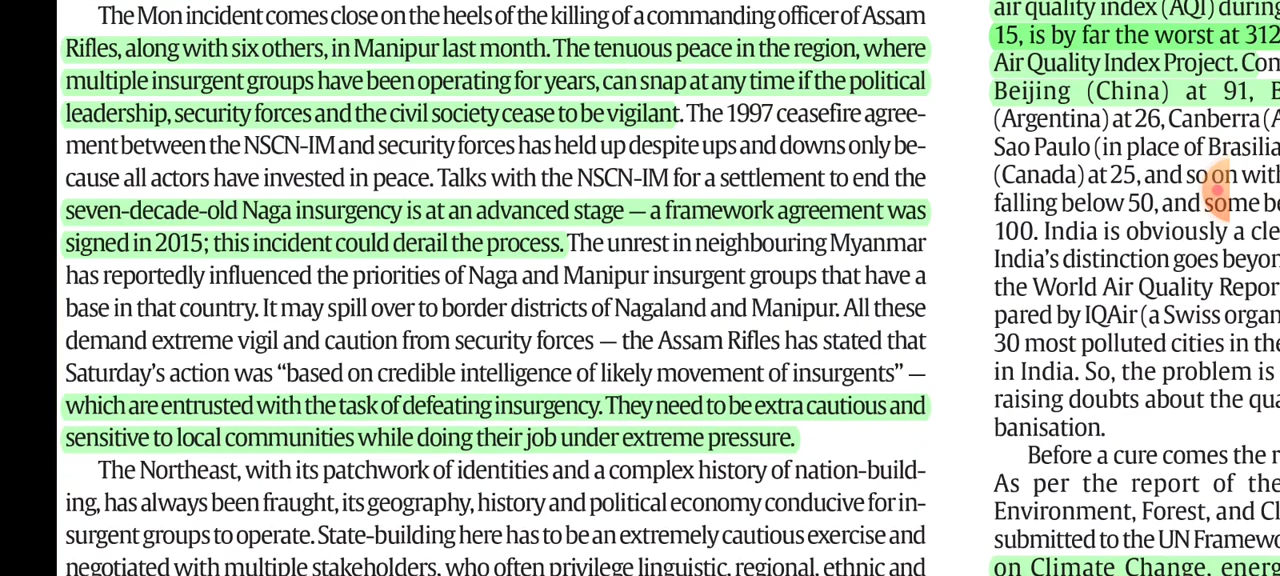 The Mon incident comes close on the heels of the killing of a commanding officer of Assam
Rifles, along with six others, in Manipur last month. The tenuous peace in the region, where
multiple insurgent groups have been operating for years, can snap at any time if the political
leadership, security forces and the civil society cease to be vigilant. The 1997 ceasefire agree-
ment between the NSCN-IM and security forces has held up despite ups and downs only be-
cause all actors have invested in peace. Talks with the NSCN-IM for a settlement to end the
seven-decade-old Naga insurgency is at an advanced stage — a framework agreement was
signed in 2015; this incident could derail the process. The unrest in neighbouring Myanmar
has reportedly influenced the priorities of Naga and Manipur insurgent groups that have a
base in that country. It may spill over to border districts of Nagaland and Manipur. All these
demand extreme vigil and caution from security forces — the Assam Rifles has stated that
Saturday’s action was “based on credible intelligence of likely movement of insurgents” —
which are entrusted with the task of defeating insurgency. They need to be extra cautious and
sensitive to local communities while doing their job under extreme pressure.
The Northeast, with its patchwork of identities and a complex history of nation-build-
ing, has always been fraught, its geography, history and political economy conducive for in-
surgent groups to operate. State-building here has to be an extremely cautious exercise and
negotiated with multiple stakeholders, who often privilege linguistic, regional, ethnic and
air quality index (AQI) during
15, is by far the worst at 312
Air Quality Index Project. Com
Beijing (China) at 91, B
(Argentina) at 26, Canberra (A
Sao Paulo (in place of Brasilia
(Canada) at 25, and so on with
falling below 50, and some be
100. India is obviously a cle
India’s distinction goes beyon
the World Air Quality Repor
pared by IQAir (a Swiss organ
30 most polluted cities in the
in India. So, the problem is
raising doubts about the qua
banisation.
Before a cure comes the r
As per the report of the
Environment, Forest, and Cl
submitted to the UN Framewo
on Climate Change, energ